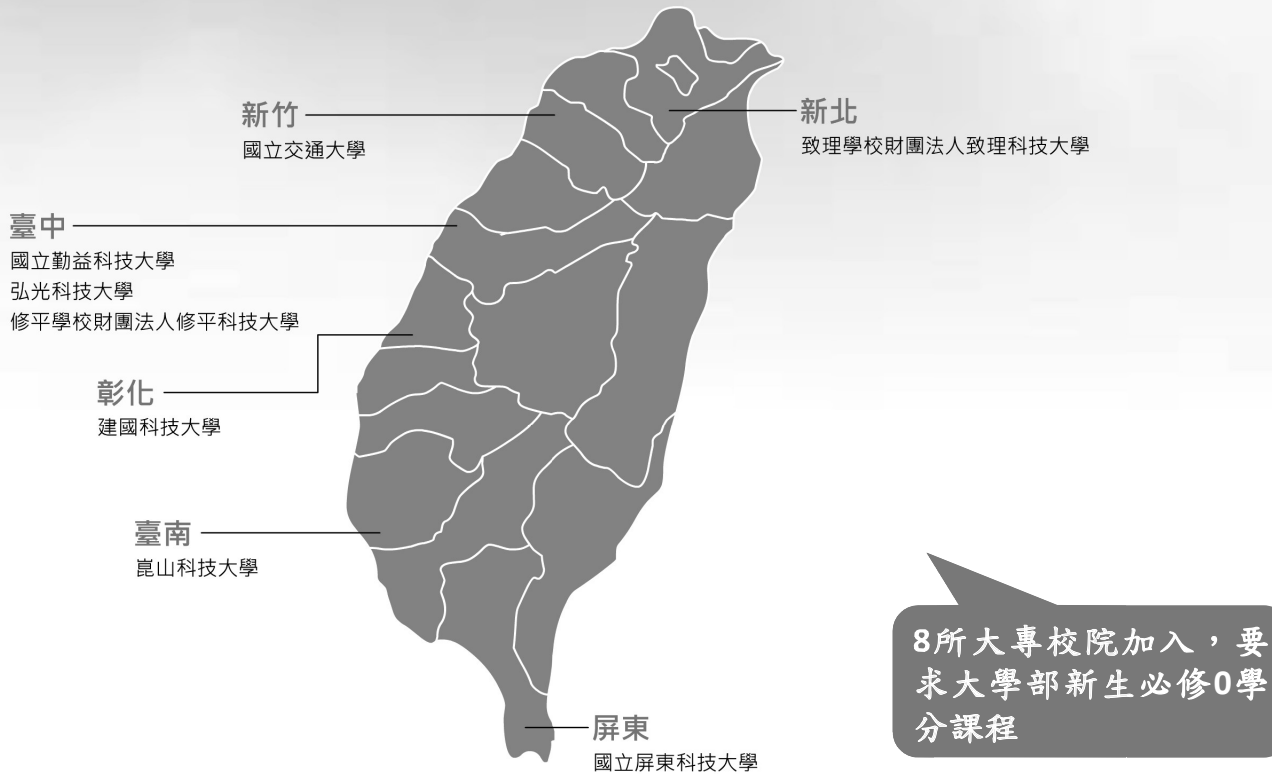 新竹
國立交通大學
新北
致理學校財團法人致理科技大學
臺中
國立勤益科技大學
弘光科技大學
修平學校財團法人修平科技大學
彰化
建國科技大學
臺南
崑山科技大學
屏東
國立屏東科技大學
8所大專校院加入，要
求大學部新生必修0學
分課程